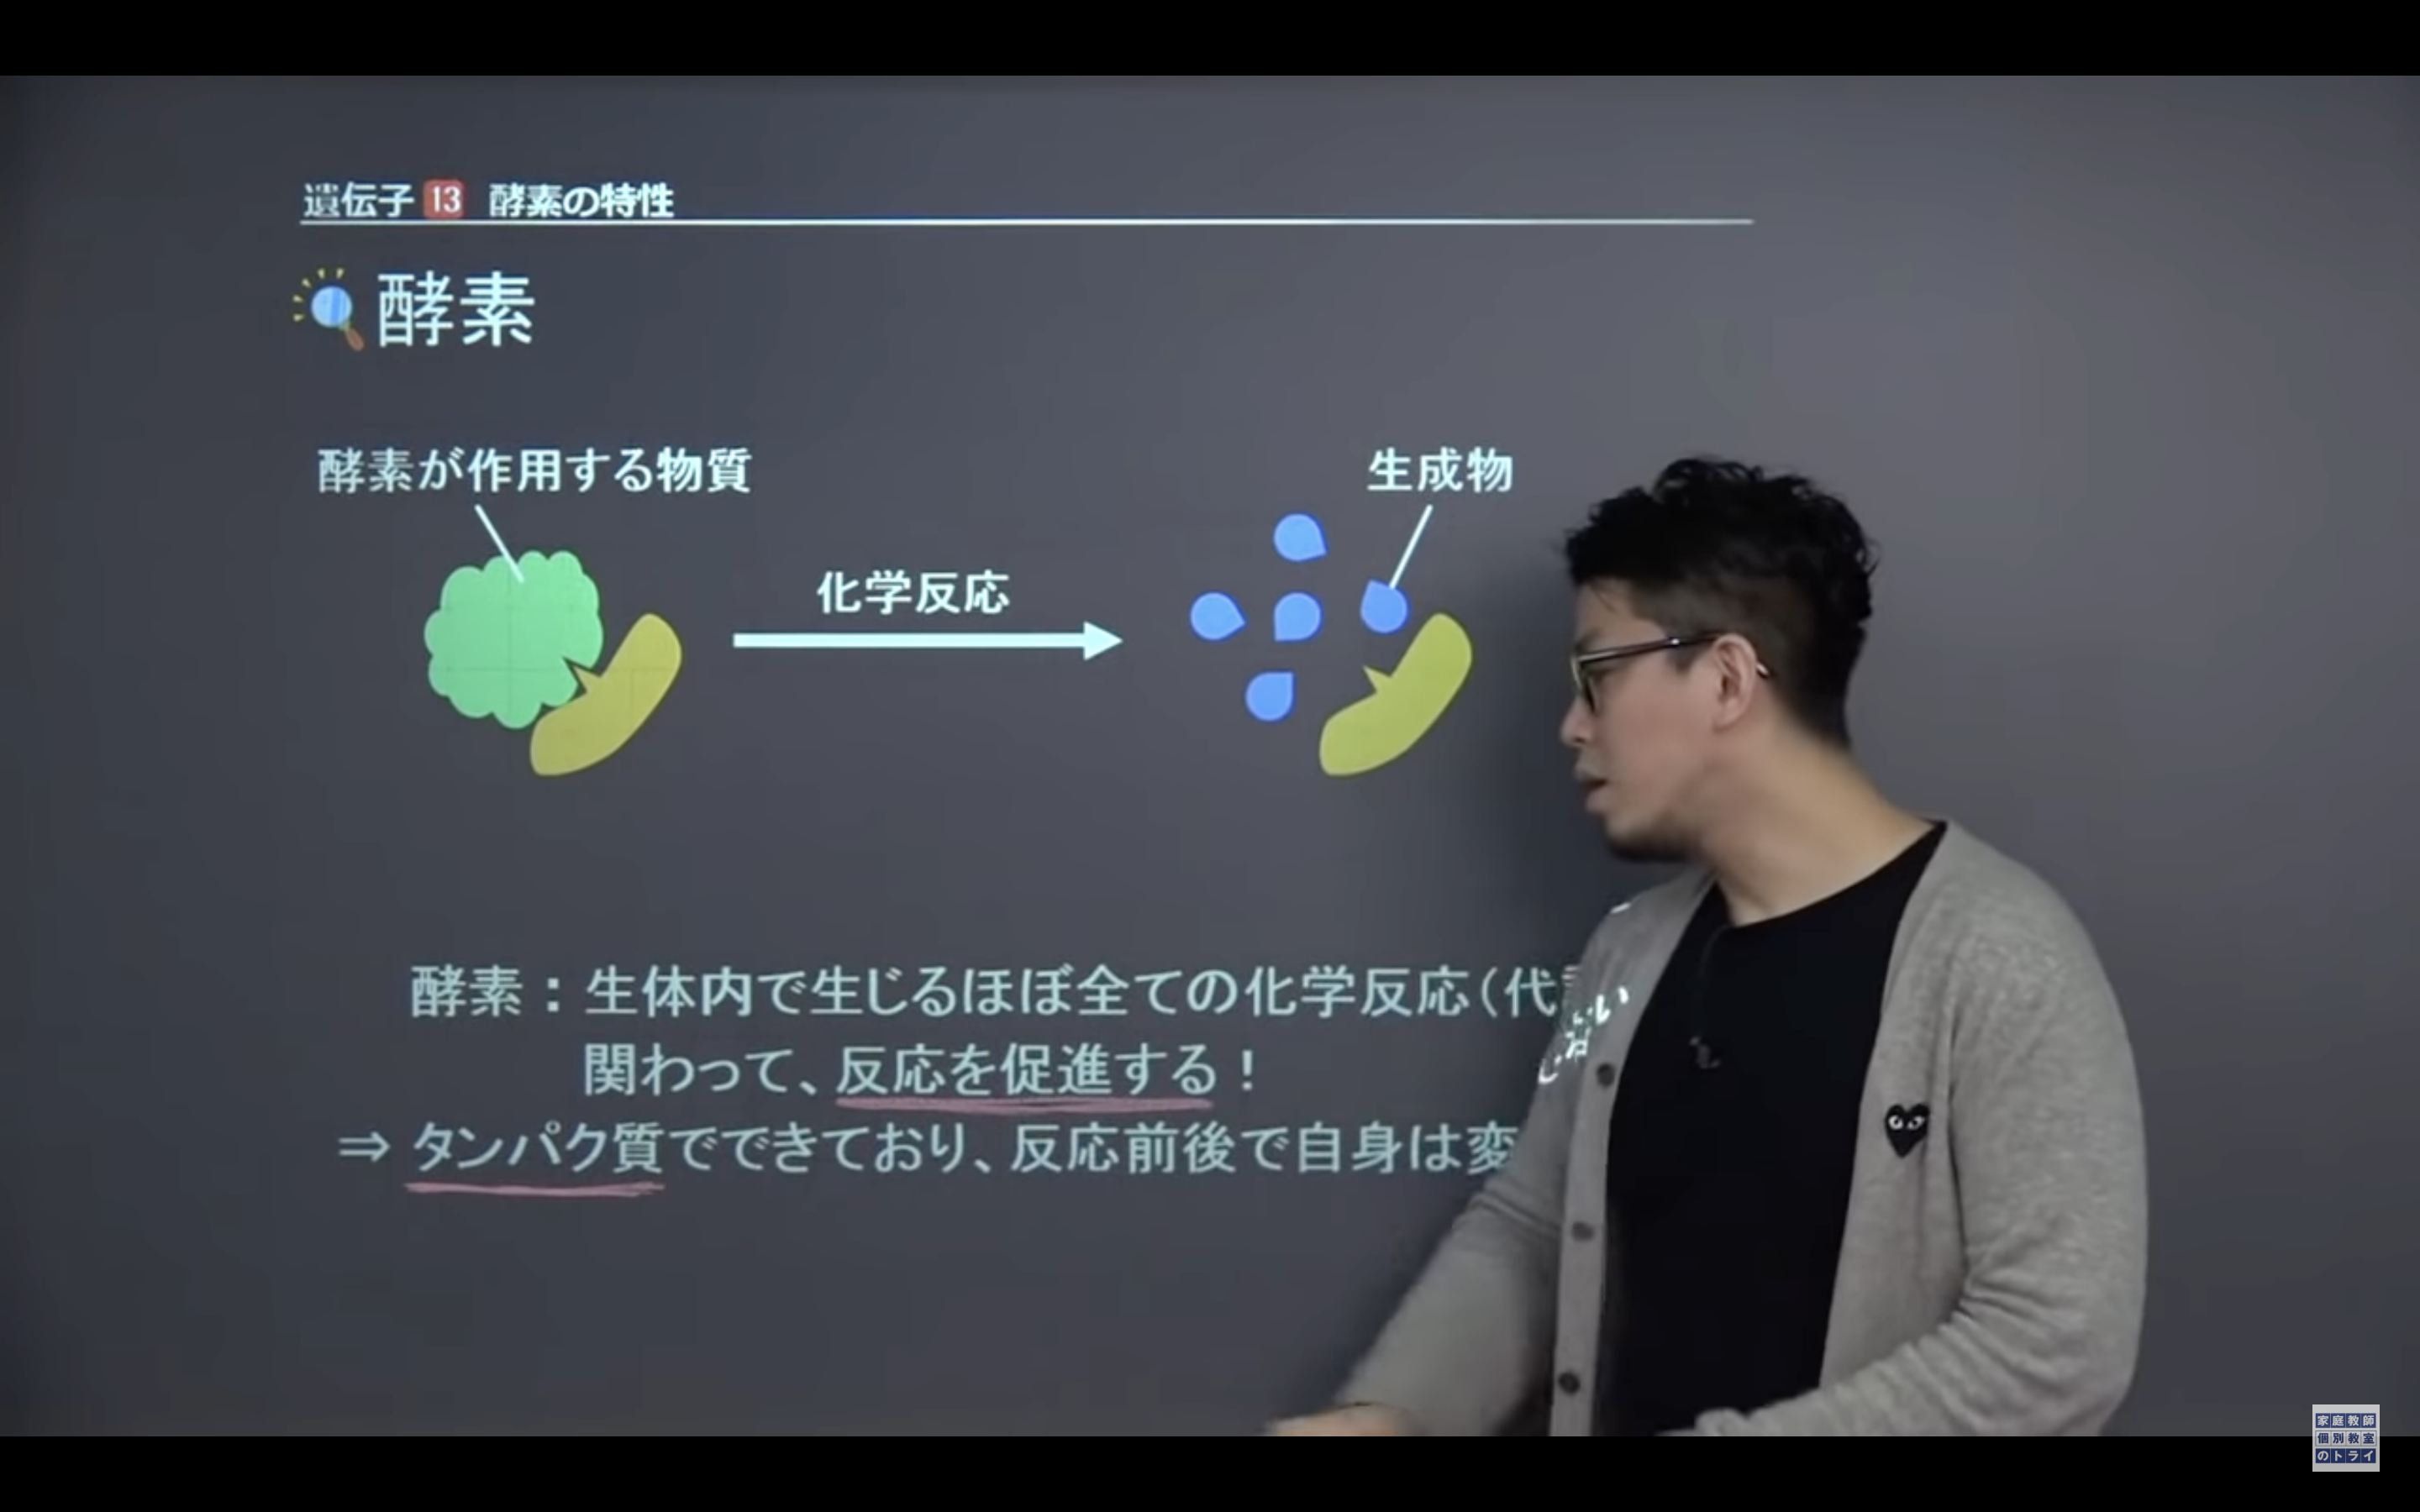 遺伝子 13 酵素の特性
酵素
酵素が作用する物質
生成物
化学反応
酵素：生体内で生じるほぼ全ての化学反応（代
関わって、反応を促進する！
⇒ タンパク質でできており、反応前後で自身は変
家庭教師
個別教室
のトライ